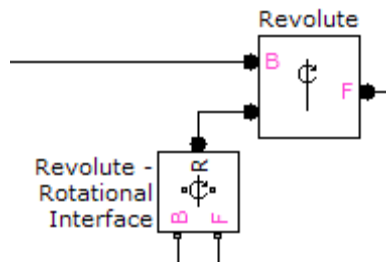 Revolute
B
F
Revolute -
Rotational
Interface
R
B
F